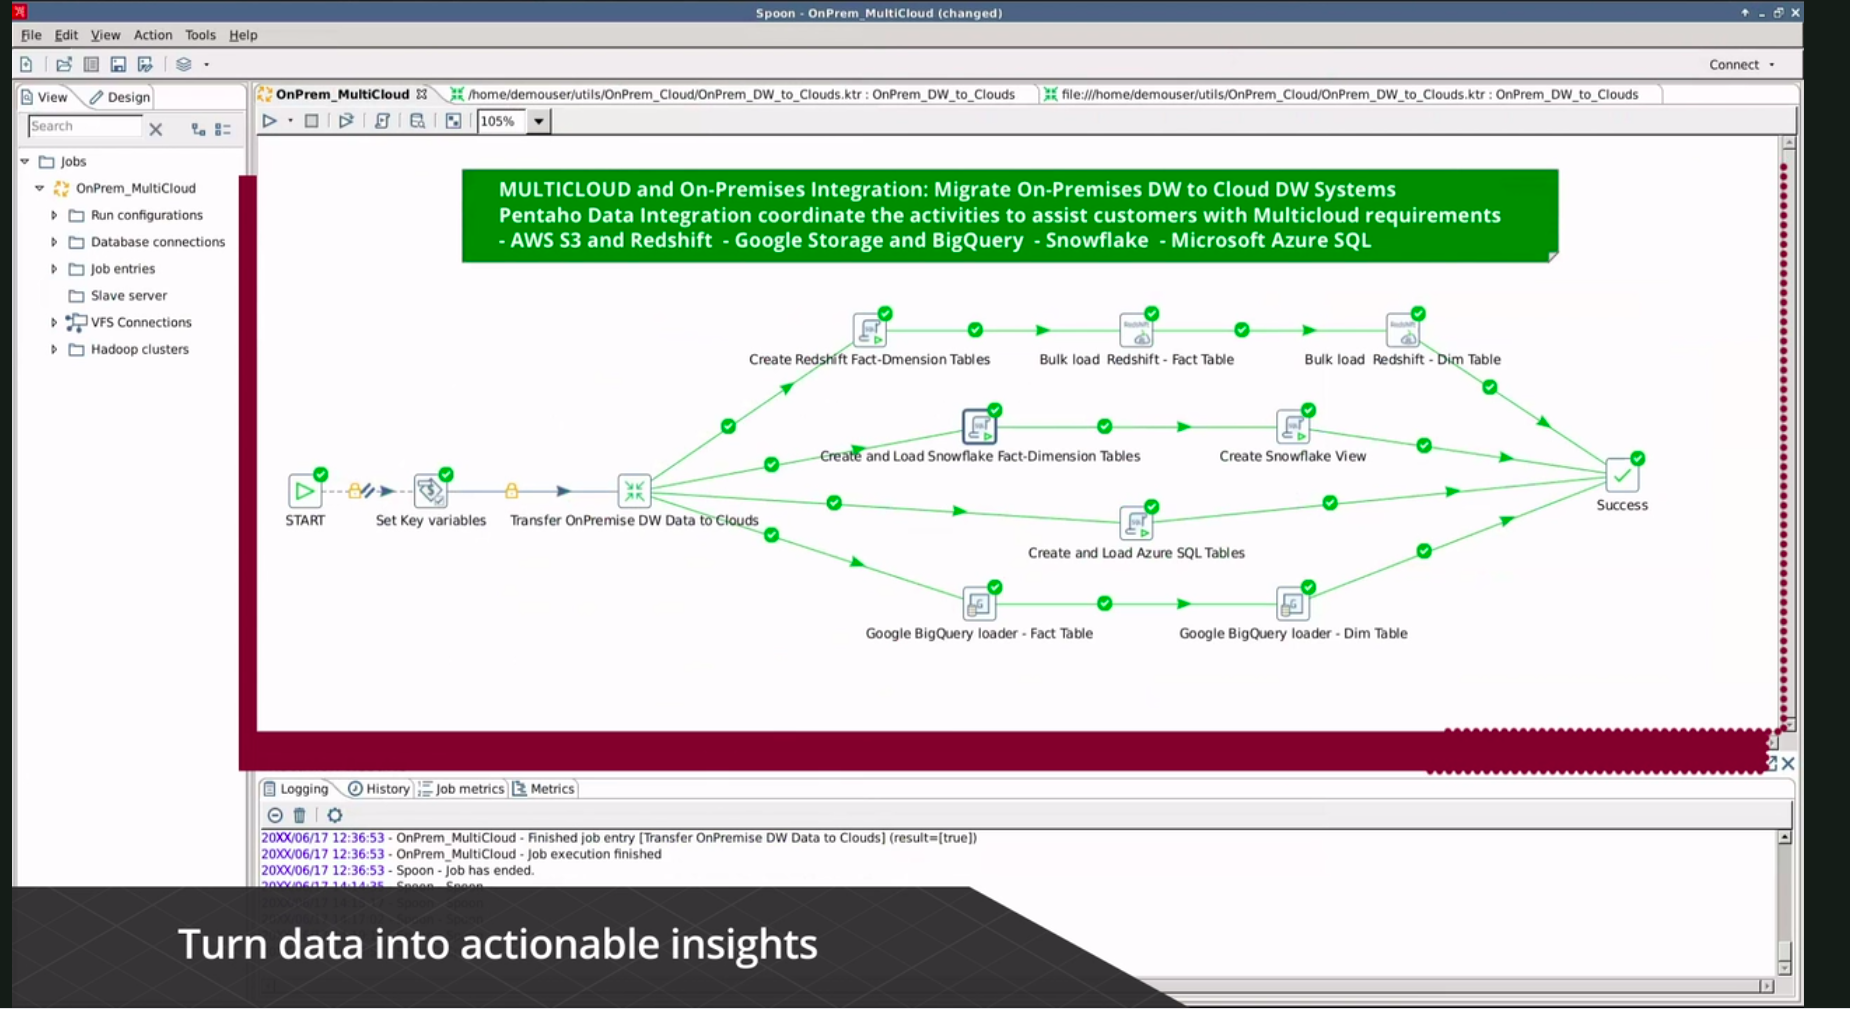 Spoon - OnPrem_MultiCloud (changed)
File Edit View Action Tools Help
Connect
View Design
OnPrem_MultiCloud
/home/demouser/utils/OnPrem_Cloud/OnPrem_DW_to_Clouds.ktr : OnPrem_DW_to_Clouds
file:///home/demouser/utils/OnPrem_Cloud/OnPrem_DW_to_Clouds.ktr : OnPrem_DW_to_Clouds
Search
105%
Jobs
OnPrem_MultiCloud
Run configurations
Database connections
Job entries
Slave server
VFS Connections
Hadoop clusters
MULTICLOUD and On-Premises Integration: Migrate On-Premises DW to Cloud DW Systems
Pentaho Data Integration coordinate the activities to assist customers with Multicloud requirements
- AWS S3 and Redshift - Google Storage and BigQuery - Snowflake - Microsoft Azure SQL
Create Redshift Fact-Dmension Tables
Bulk load Redshift - Fact Table
Bulk load Redshift - Dim Table
Create and Load Snowflake Fact-Dimension Tables
Create Snowflake View
START
Set Key variables
Transfer OnPremise DW Data to Clouds
Success
Create and Load Azure SQL Tables
Google BigQuery loader - Fact Table
Google BigQuery loader - Dim Table
Logging History Job metrics Metrics
20XX/06/17 12:36:53 - OnPrem_MultiCloud - Finished job entry [Transfer OnPremise DW Data to Clouds] (result=[true])
20XX/06/17 12:36:53 - OnPrem_MultiCloud - Job execution finished
20XX/06/17 12:36:53 - Spoon - Job has ended.
20XX/06/17 14:14:35 - Spoon - Spoon
Turn data into actionable insights